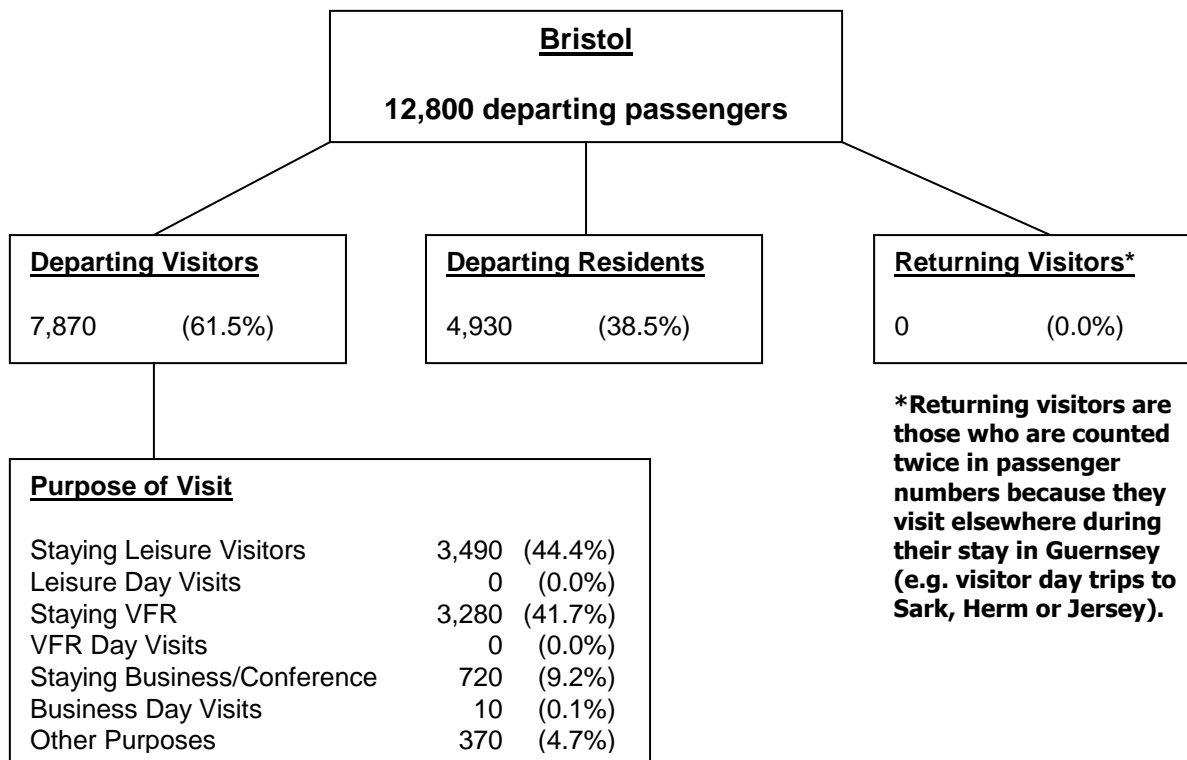 Bristol
12,800 departing passengers
Departing Visitors
7,870 (61.5%)
Departing Residents
4,930 (38.5%)
Returning Visitors*
0 (0.0%)
*Returning visitors are
those who are counted
twice in passenger
numbers because they
visit elsewhere during
their stay in Guernsey
(e.g. visitor day trips to
Sark, Herm or Jersey).
Purpose of Visit
Staying Leisure Visitors 3,490 (44.4%)
Leisure Day Visits 0 (0.0%)
Staying VFR 3,280 (41.7%)
VFR Day Visits 0 (0.0%)
Staying Business/Conference 720 (9.2%)
Business Day Visits 10 (0.1%)
Other Purposes 370 (4.7%)